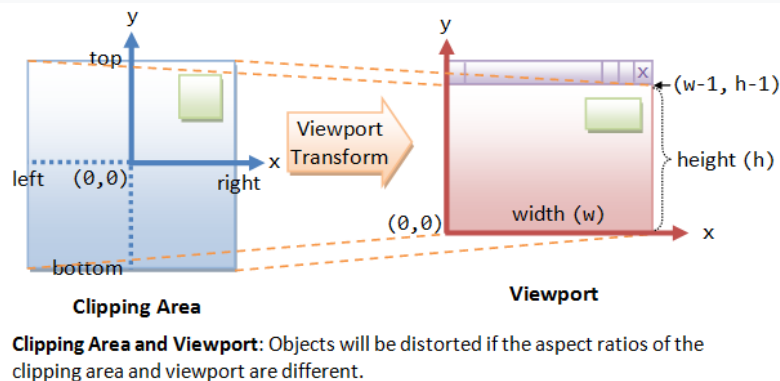 y
top
x
left
(0,0)
right
bottom
Clipping Area
Viewport
Transform
y
x
(w-1, h-1)
height (h)
width (w)
(0,0)
x
Viewport
Clipping Area and Viewport: Objects will be distorted if the aspect ratios of the
clipping area and viewport are different.